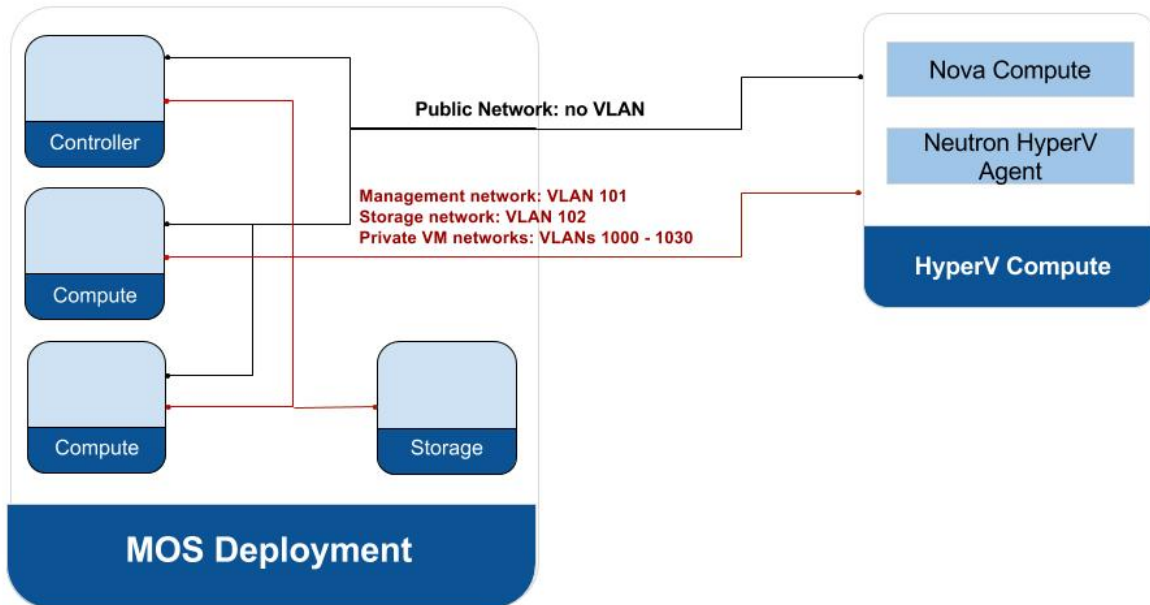 Controller
Compute
Compute
Storage
MOS Deployment
Public Network: no VLAN
Management network: VLAN 101
Storage network: VLAN 102
Private VM networks: VLANs 1000 - 1030
Nova Compute
Neutron HyperV
Agent
HyperV Compute